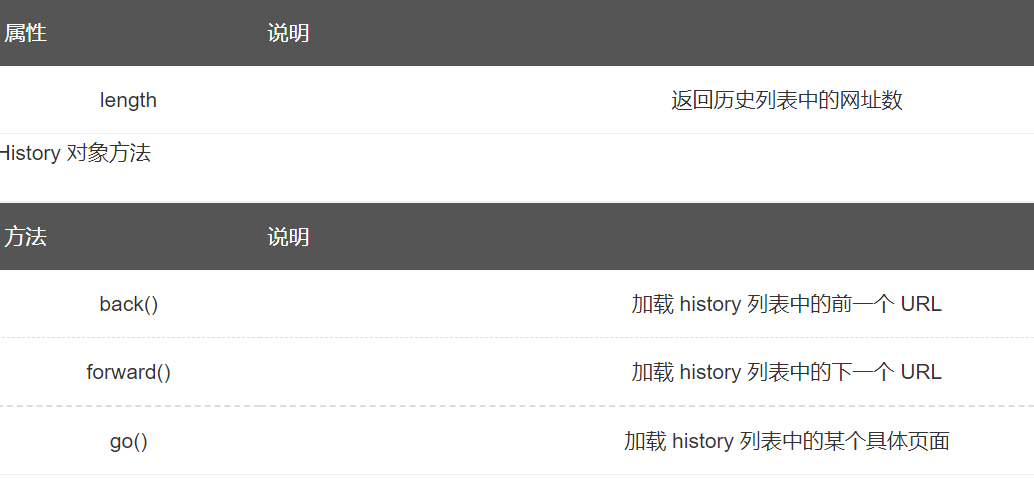 属性 说明
length 返回历史列表中的网址数
History 对象方法
方法 说明
back() 加载 history 列表中的前一个 URL
forward() 加载 history 列表中的下一个 URL
go() 加载 history 列表中的某个具体页面